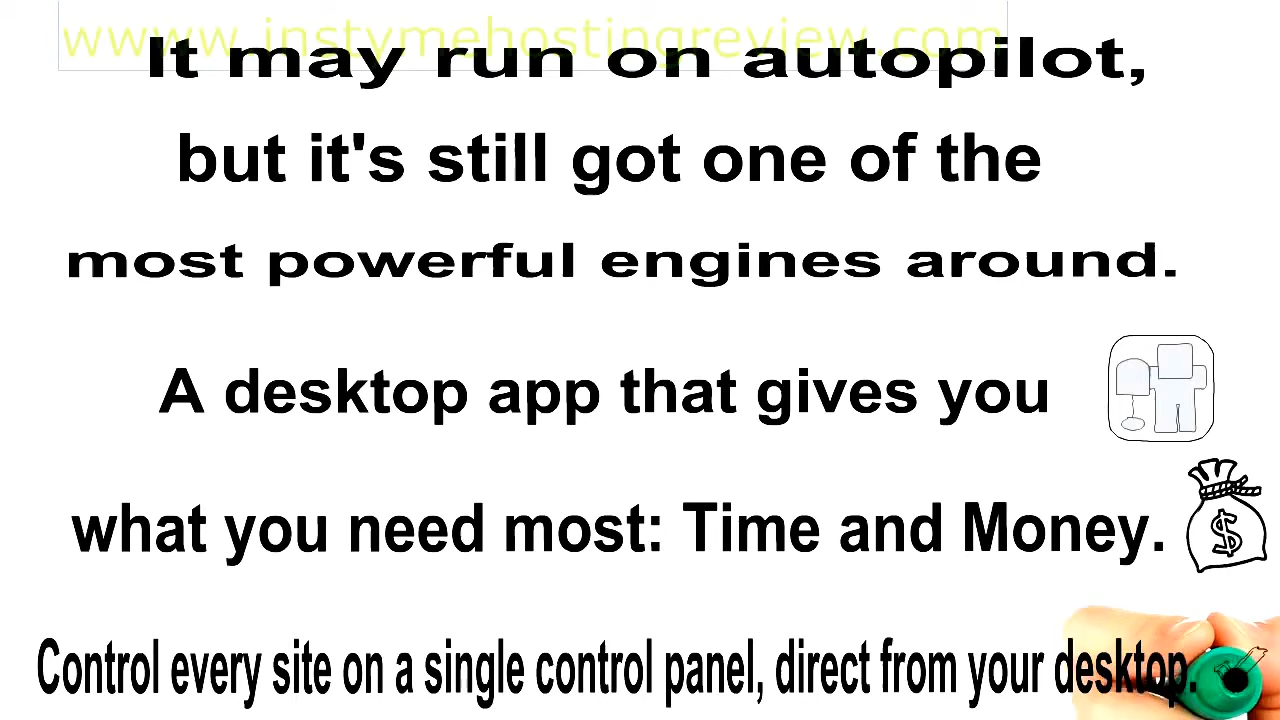 wwww.instymehostingreview.com
It may run on autopilot,
but it's still got one of the
most powerful engines around.
A desktop app that gives you
what you need most: Time and Money.
$
Control every site on a single control panel, direct from your desktop.